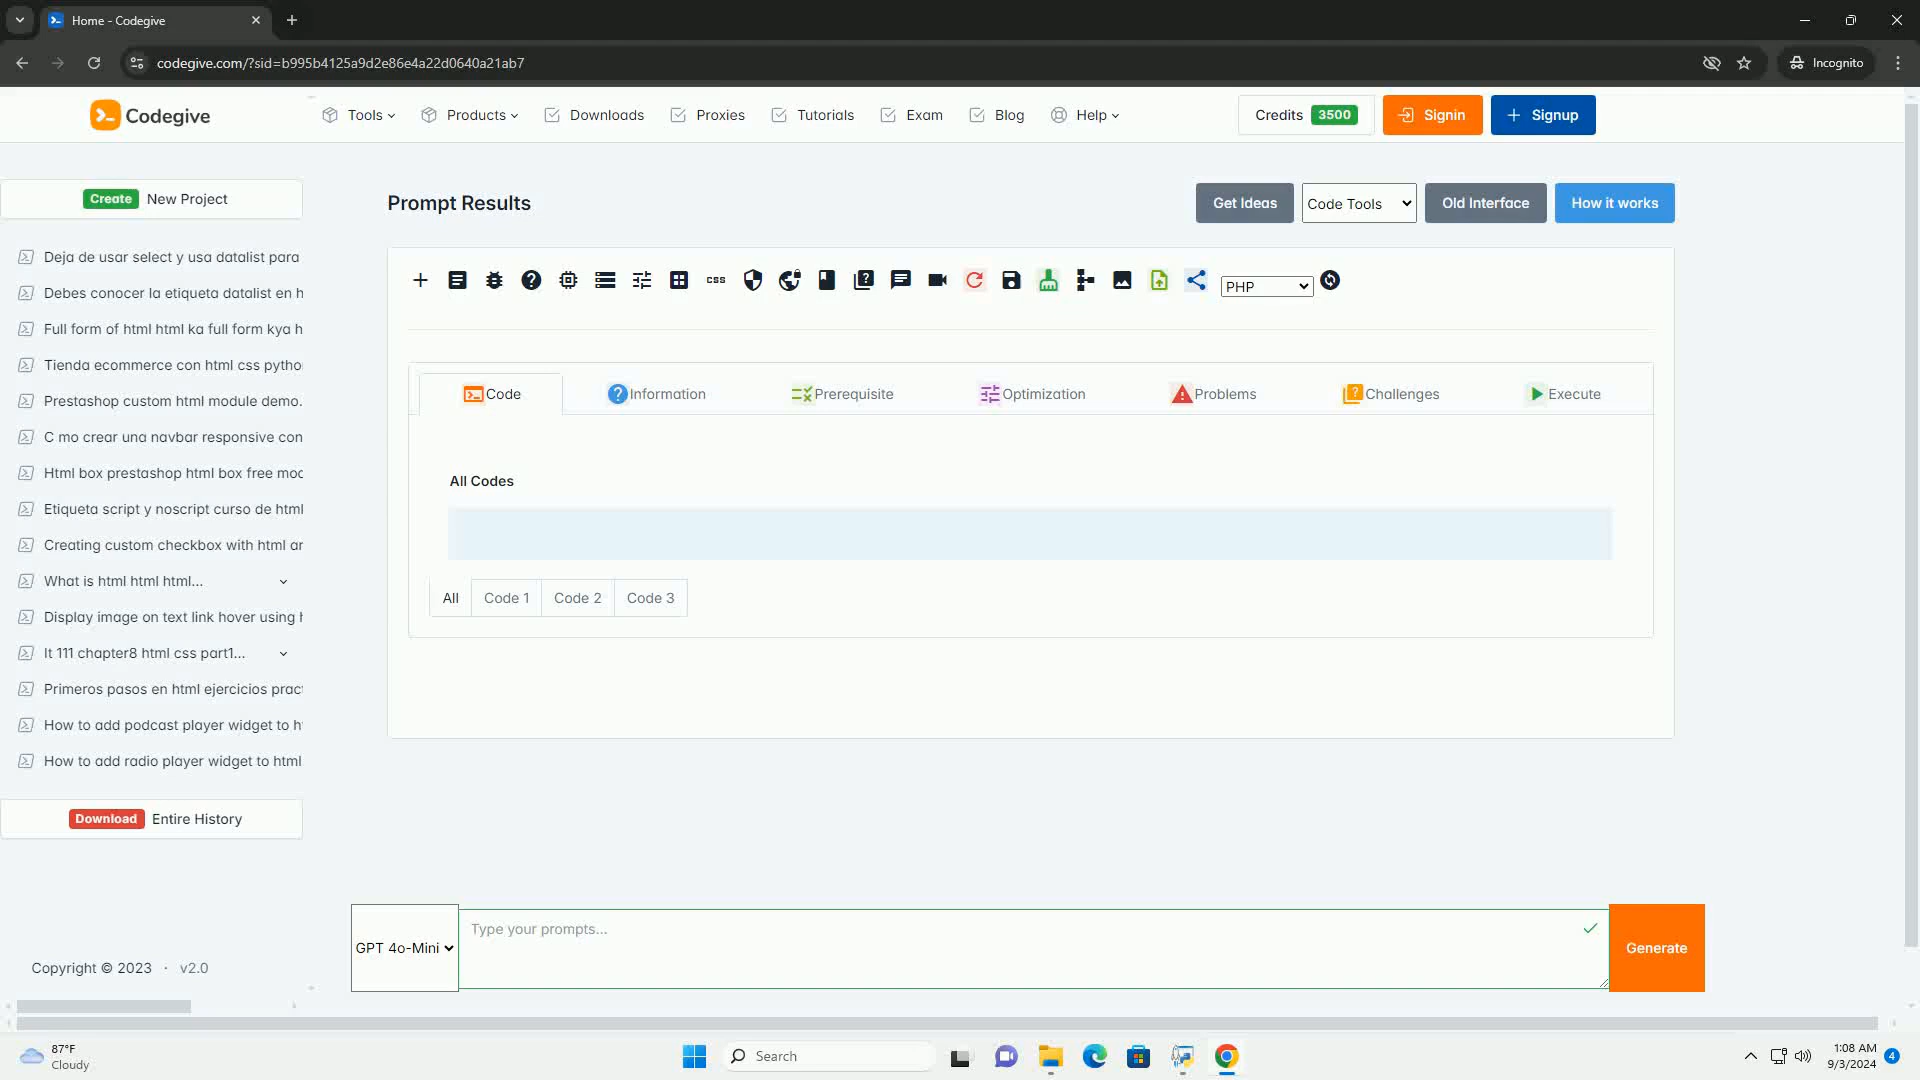 Home - Codegive
codegive.com/?sid=b995b4125a9d2e86e4a22d0640a21ab7
Incognito
Codegive
Tools
Products
Downloads
Proxies
Tutorials
Exam
Blog
Help
Credits 3500
Signin
Signup
Create New Project
Deja de usar select y usa datalist para
Debes conocer la etiqueta datalist en h
Full form of html html ka full form kya h
Tienda ecommerce con html css pytho
Prestashop custom html module demo.
C mo crear una navbar responsive con
Html box prestashop html box free moc
Etiqueta script y noscript curso de html
Creating custom checkbox with html ar
What is html html html...
Display image on text link hover using h
It 111 chapter8 html css part1...
Primeros pasos en html ejercicios pract
How to add podcast player widget to h
How to add radio player widget to html
Download Entire History
Copyright © 2023 · v2.0
Prompt Results
Get Ideas
Code Tools
Old Interface
How it works
css
PHP
Code
Information
Prerequisite
Optimization
Problems
Challenges
Execute
All Codes
All
Code 1
Code 2
Code 3
GPT 4o-Mini
Type your prompts...
Generate
87°F
Cloudy
Search
1:08 AM
9/3/2024
4